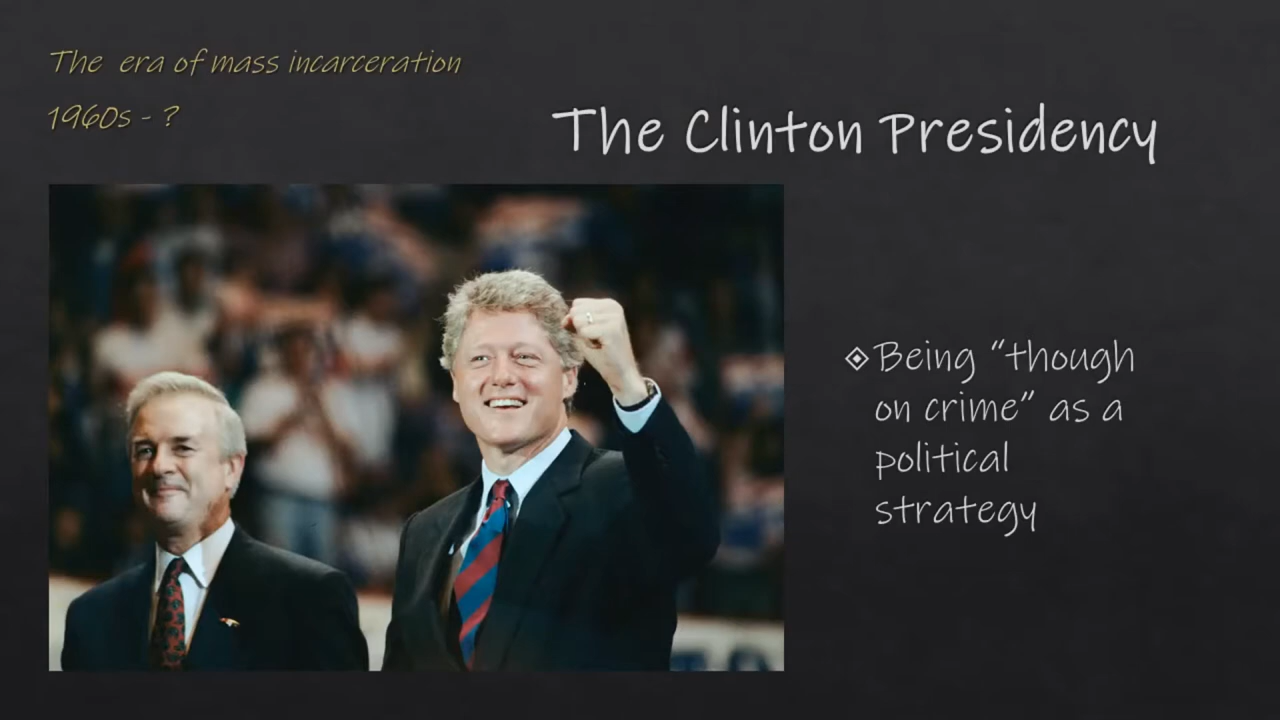 The era of mass incarceration
1960s - ?
The Clinton Presidency
Being “though
on crime” as a
political
strategy